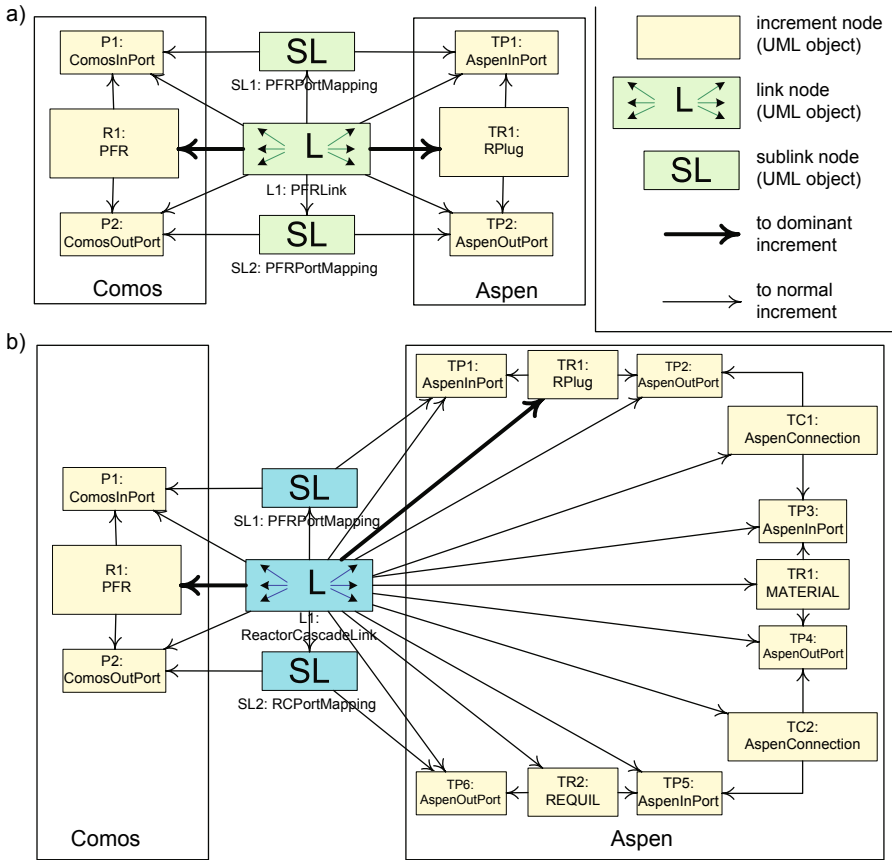 a)
P1:
ComosInPort
SL
TP1:
AspenInPort
SL1: PFRPortMapping
R1:
PFR
L
TR1:
RPlug
L1: PFRLink
P2:
ComosOutPort
SL
TP2:
AspenOutPort
SL2: PFRPortMapping
Comos
Aspen
increment node
(UML object)
L
link node
(UML object)
SL
sublink node
(UML object)
to dominant
increment
to normal
increment
b)
TP1:
AspenInPort
TR1:
RPlug
TP2:
AspenOutPort
TC1:
AspenConnection
P1:
ComosInPort
SL
SL1: PFRPortMapping
TP3:
AspenInPort
R1:
PFR
L
L1:
ReactorCascadeLink
TR1:
MATERIAL
P2:
ComosOutPort
SL
SL2: RCPortMapping
TP4:
AspenOutPort
TC2:
AspenConnection
TP6:
AspenOutPort
TR2:
REQUIL
TP5:
AspenInPort
Comos
Aspen